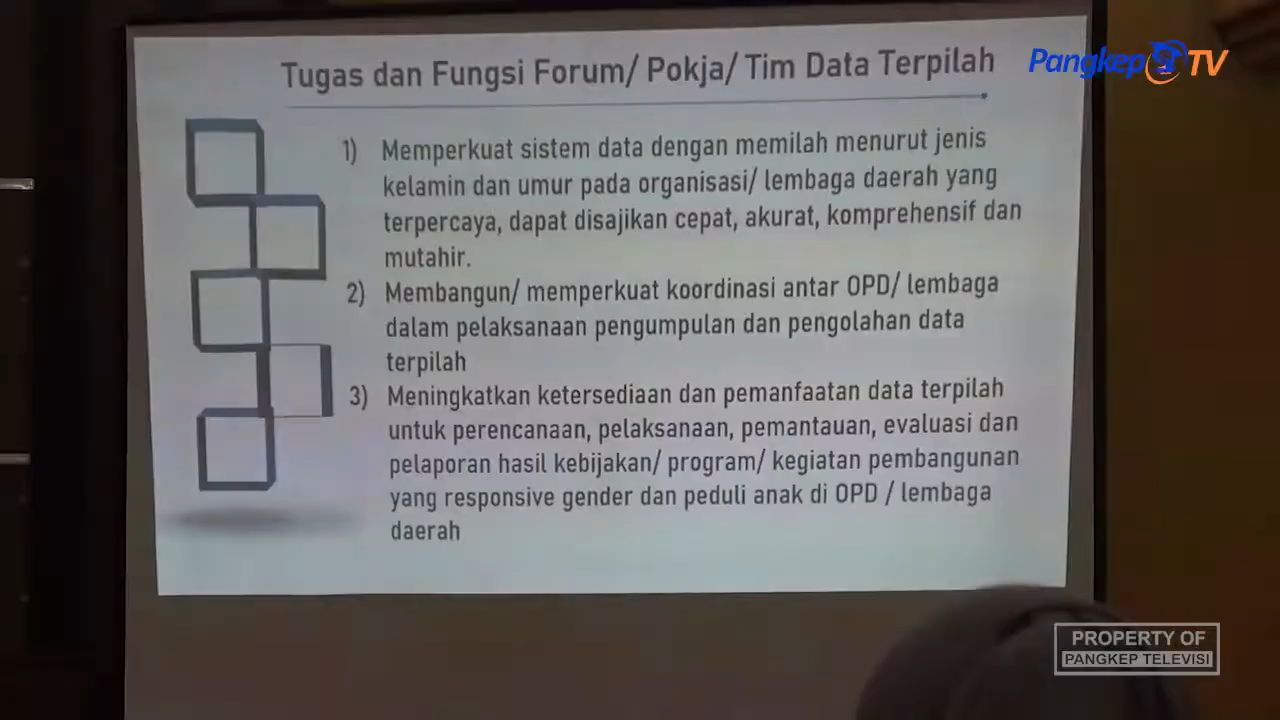 Tugas dan Fungsi Forum/ Pokja/ Tim Data Terpilah
Pangkep TV
1) Memperkuat sistem data dengan memilah menurut jenis
kelamin dan umur pada organisasi/ lembaga daerah yang
terpercaya, dapat disajikan cepat, akurat, komprehensif dan
mutahir.
2) Membangun/ memperkuat koordinasi antar OPD/ lembaga
dalam pelaksanaan pengumpulan dan pengolahan data
terpilah
3) Meningkatkan ketersediaan dan pemanfaatan data terpilah
untuk perencanaan, pelaksanaan, pemantauan, evaluasi dan
pelaporan hasil kebijakan/ program/ kegiatan pembangunan
yang responsive gender dan peduli anak di OPD / lembaga
daerah
PROPERTY OF
PANGKEP TELEVISI